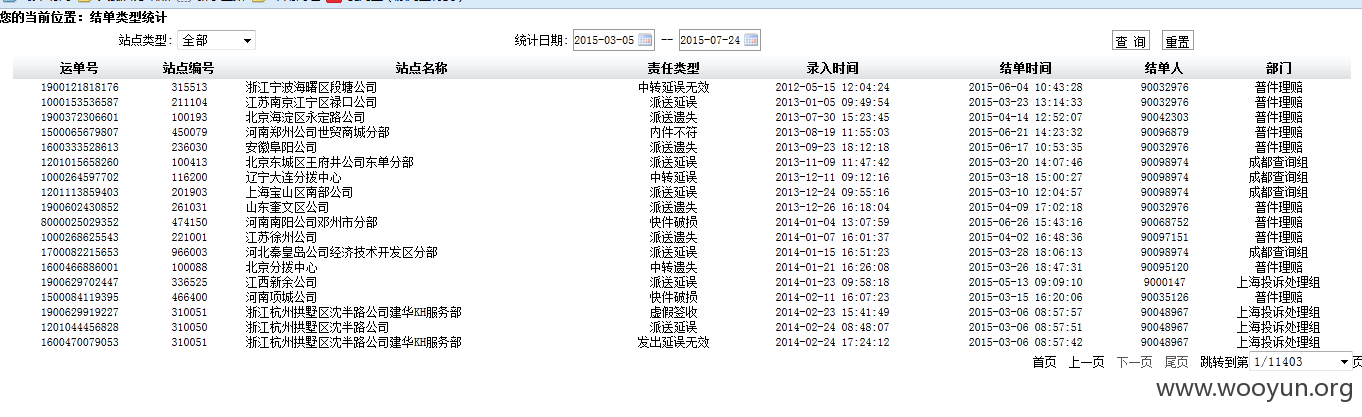 您的当前位置：结单类型统计
站点类型： 全部 统计日期： 2015-03-05 -- 2015-07-24 查 询 重置
运单号 站点编号 站点名称 责任类型 录入时间 结单时间 结单人 部门
1900121818176 315513 浙江宁波海曙区段塘公司 中转延误无效 2012-05-15 12:04:24 2015-06-04 10:43:28 90032976 普件理赔
1000153536587 211104 江苏南京江宁区禄口公司 派送延误 2013-01-05 09:49:54 2015-03-23 13:14:33 90032976 普件理赔
1900372306601 100193 北京海淀区永定路公司 派送遗失 2013-07-30 15:23:45 2015-04-14 12:52:07 90042303 普件理赔
1500065679807 450079 河南郑州公司世贸商城分部 内件不符 2013-08-19 11:55:03 2015-06-21 14:23:32 90096879 普件理赔
1600333528613 236030 安徽阜阳公司 派送遗失 2013-09-23 18:12:18 2015-06-17 10:53:35 90032976 普件理赔
1201015658260 100413 北京东城区王府井公司东单分部 派送延误 2013-11-09 11:47:42 2015-03-20 14:07:46 90098974 成都查询组
1000264597702 116200 辽宁大连分拨中心 中转延误 2013-12-11 09:12:16 2015-03-18 15:00:27 90098974 普件理赔
1201113859403 201903 上海宝山区南部公司 派送延误 2013-12-24 09:55:16 2015-03-10 12:04:57 90098974 成都查询组
1900602430852 261031 山东奎文区公司 派送遗失 2013-12-26 16:18:04 2015-04-09 17:02:18 90032976 普件理赔
8000025029352 474150 河南南阳公司邓州市分部 快件破损 2014-01-04 13:07:59 2015-06-26 15:43:16 90068752 普件理赔
1000268625543 221001 江苏徐州公司 派送遗失 2014-01-07 16:01:37 2015-04-02 16:48:36 90097151 普件理赔
1700082215653 966003 河北秦皇岛公司经济技术开发区分部 派送延误 2014-01-15 16:51:23 2015-03-28 18:06:13 90098974 成都查询组
1600466886001 100088 北京分拨中心 中转遗失 2014-01-21 16:26:08 2015-03-26 18:47:31 90095120 普件理赔
1900629702447 336525 江西新余公司 派送延误 2014-01-23 09:58:18 2015-05-13 09:09:10 9000147 上海投诉处理组
1500084119395 466400 河南项城公司 快件破损 2014-02-11 16:07:23 2015-03-15 16:20:06 90035126 普件理赔
1900629919227 310051 浙江杭州拱墅区沈半路公司建华KH服务部 虚假签收 2014-02-23 15:41:49 2015-03-06 08:57:57 90048967 上海投诉处理组
1201044456828 310050 浙江杭州拱墅区沈半路公司 派送延误 2014-02-24 08:48:07 2015-03-06 08:57:51 90048967 上海投诉处理组
1600470079053 310051 浙江杭州拱墅区沈半路公司建华KH服务部 发出延误无效 2014-02-24 17:24:12 2015-03-06 08:57:42 90048967 上海投诉处理组
首页 上一页 下一页 尾页 跳转到第 1/11403 页
www.wooyun.org